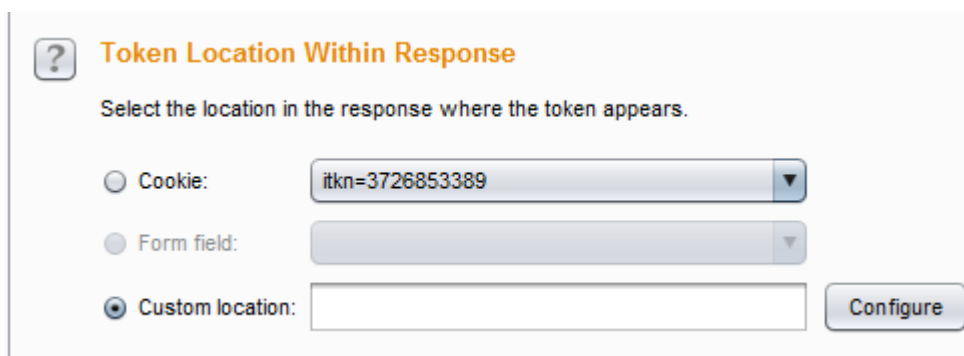 ?
Token Location Within Response
Select the location in the response where the token appears.
Cookie: itkn=3726853389
Form field:
Custom location: Configure